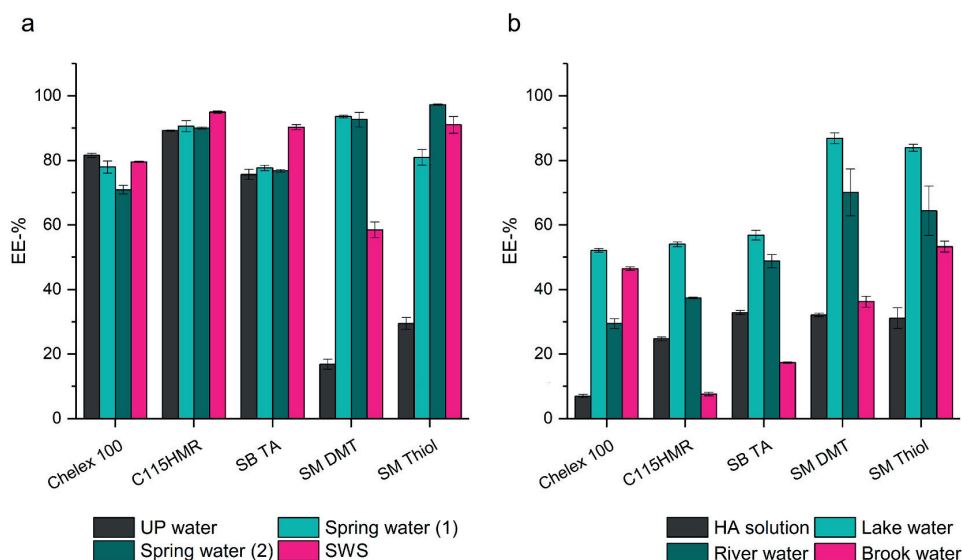 a
EE-%
100
80
60
40
20
0
Chelex 100
C115HMR
SB TA
SM DMT
SM Thiol
UP water
Spring water (1)
Spring water (2)
SWS
b
EE-%
100
80
60
40
20
0
Chelex 100
C115HMR
SB TA
SM DMT
SM Thiol
HA solution
Lake water
River water
Brook water